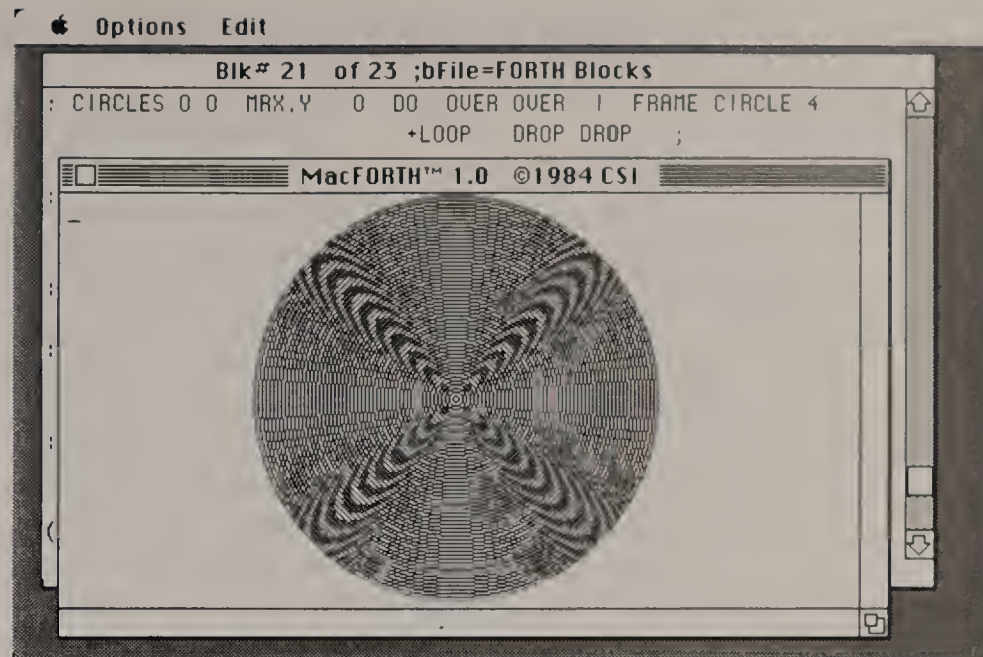 Options Edit
Blk# 21 of 23 ;bFile=FORTH Blocks
: CIRCLES 0 0 MAX.Y 0 DO OVER OVER I FRAME CIRCLE 4
+LOOP DROP DROP ;
MacFORTH™ 1.0 ©1984 CSI
:
:
:
:
(